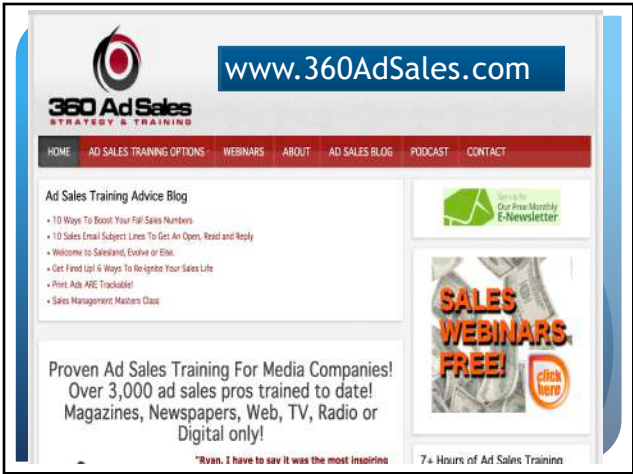 www.360AdSales.com
360 Ad Sales
STRATEGY & TRAINING
HOME AD SALES TRAINING OPTIONS WEBINARS ABOUT AD SALES BLOG PODCAST CONTACT
Ad Sales Training Advice Blog
• 10 Ways To Boost Your Fall Sales Numbers
• 10 Sales Email Subject Lines To Get An Open, Read and Reply
• Welcome to Salesland, Evolve or Else.
• Get Fired Up! 6 Ways To Re-Ignite Your Sales Life
• Print Ads ARE Trackable!
• Sales Management Masters Class
Proven Ad Sales Training For Media Companies!
Over 3,000 ad sales pros trained to date!
Magazines, Newspapers, Web, TV, Radio or
Digital only!
"Ryan, I have to say it was the most inspiring
Our Free Monthly
E-Newsletter
SALES
WEBINARS
FREE!
click
here
7+ Hours of Ad Sales Training